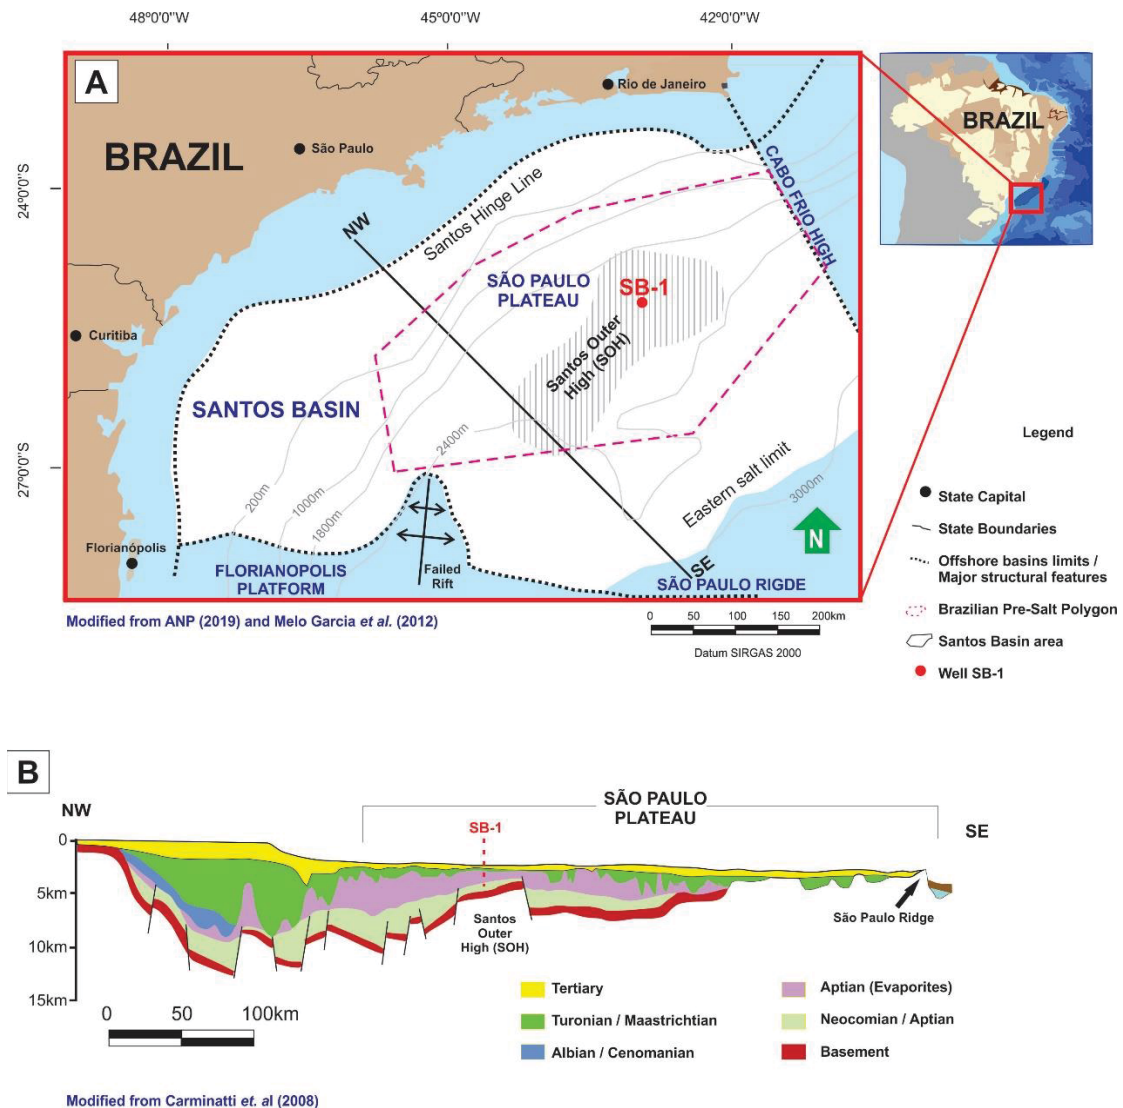 48º0'0"W
45º0'0"W
42º0'0"W
A
BRAZIL
São Paulo
Rio de Janeiro
BRAZIL
24º0'0"S
27º0'0"S
CABO FRIO HIGH
Santos Hinge Line
NW
SÃO PAULO
PLATEAU
SB-1
Santos Outer
High (SOH)
Curitiba
SANTOS BASIN
2400m
200m
1000m
1800m
Eastern salt limit
3000m
N
Florianópolis
FLORIANOPOLIS
PLATFORM
Failed
Rift
SE
SÃO PAULO RIGDE
Modified from ANP (2019) and Melo Garcia et al. (2012)
0 50 100 150 200km
Datum SIRGAS 2000
Legend
State Capital
State Boundaries
Offshore basins limits /
Major structural features
Brazilian Pre-Salt Polygon
Santos Basin area
Well SB-1
B
NW
SÃO PAULO
PLATEAU
SE
SB-1
0
5km
10km
15km
Santos
Outer
High (SOH)
São Paulo Ridge
0 50 100km
Tertiary
Turonian / Maastrichtian
Albian / Cenomanian
Aptian (Evaporites)
Neocomian / Aptian
Basement
Modified from Carminatti et. al (2008)